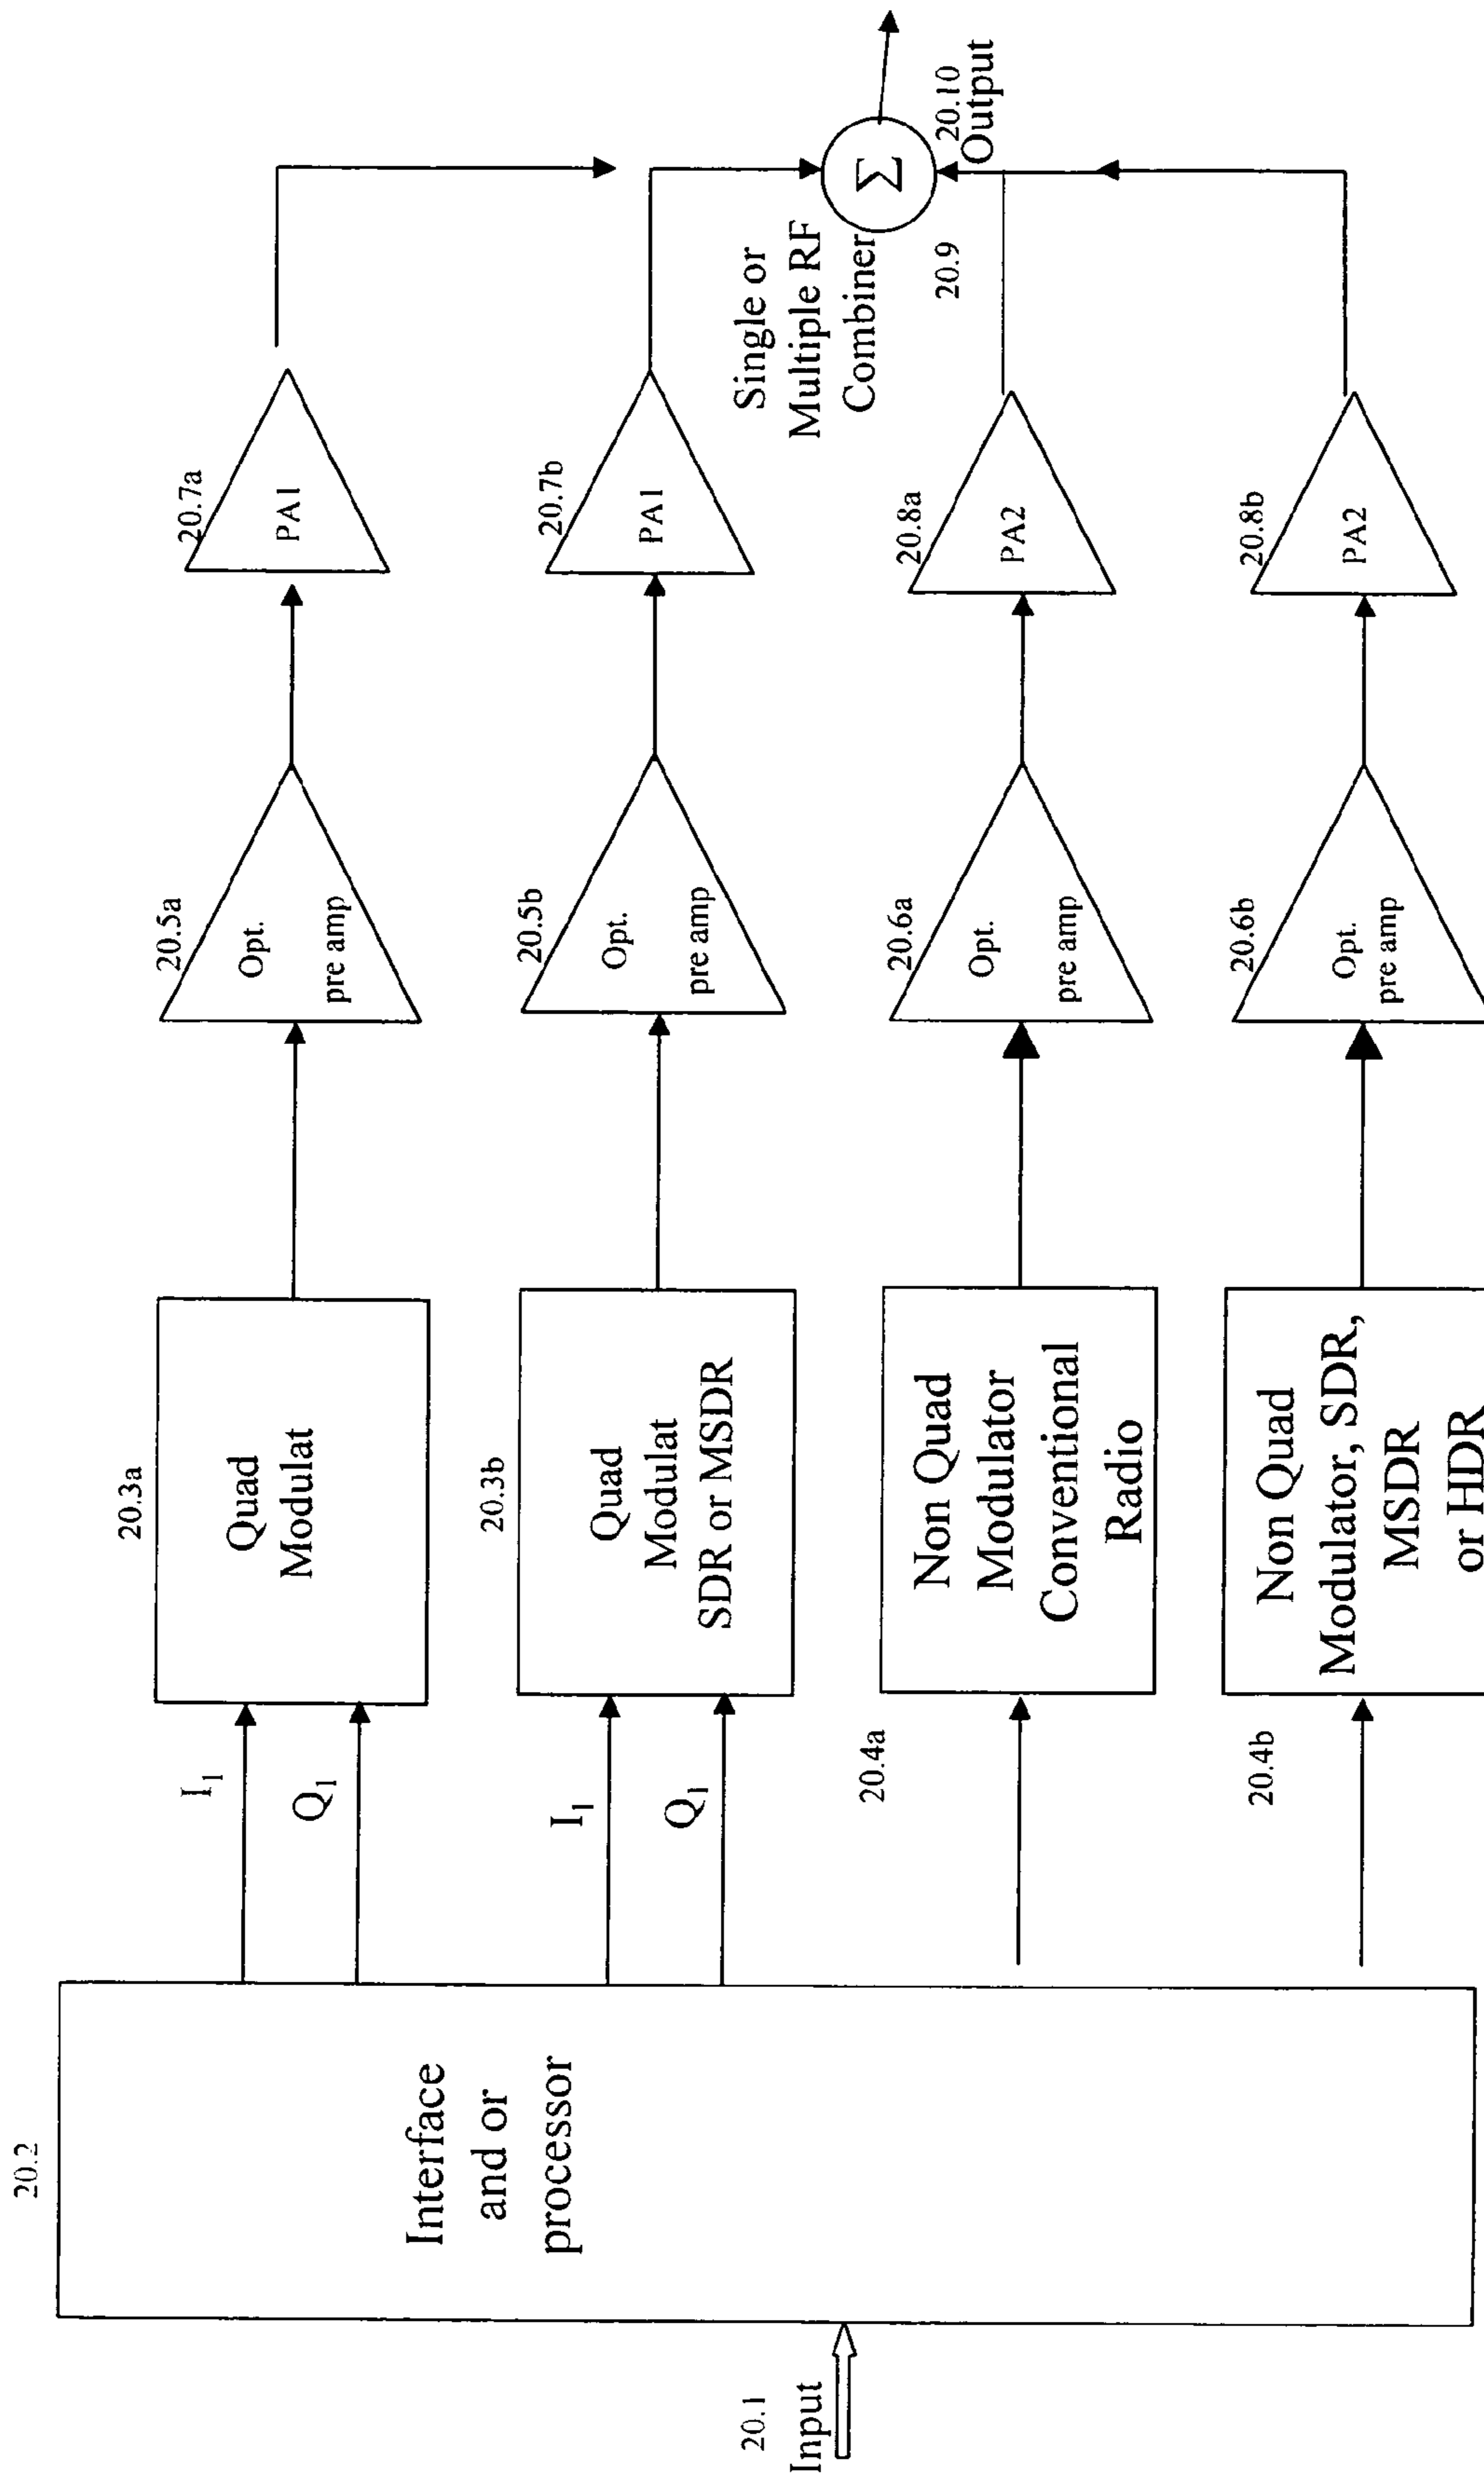 20.1
Input
20.2
Interface
and or
processor
I1
Q1
20.3a
Quad
Modulat
20.5a
Opt.
pre amp
20.7a
PA1
I1
Q1
20.3b
Quad
Modulat
SDR or MSDR
20.5b
Opt.
pre amp
20.7b
PA1
Single or
Multiple RF
Combiner
Σ
20.9
20.10
Output
20.4a
Non Quad
Modulator
Conventional
Radio
20.6a
Opt.
pre amp
20.8a
PA2
20.4b
Non Quad
Modulator, SDR,
MSDR
or HDR
20.6b
Opt.
pre amp
20.8b
PA2